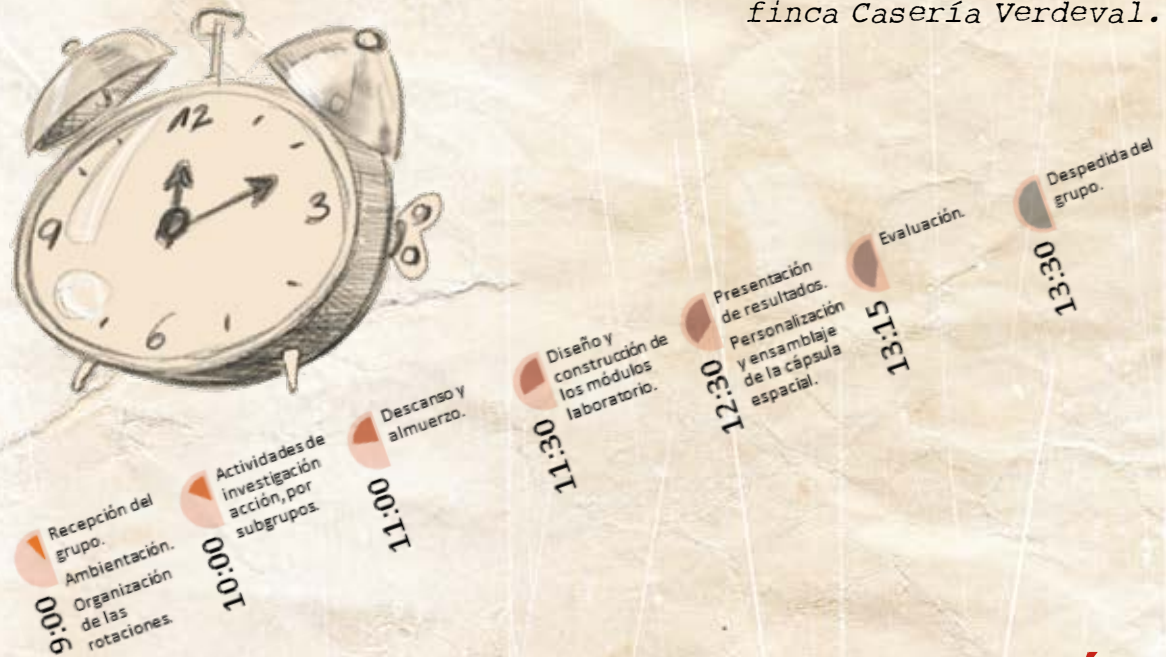 finca Casería Verdeval.
12
3
6
9
9:00
Recepción del
grupo.
Ambientación.
Organización
de las
rotaciones.
10:00
Actividades de
investigación
acción, por
subgrupos.
11:00
Descanso y
almuerzo.
11:30
Diseño y
construcción de
los módulos
laboratorio.
12:30
Presentación
de resultados.
Personalización
y ensamblaje
de la cápsula
espacial.
13:15
Evaluación.
13:30
Despedida del
grupo.